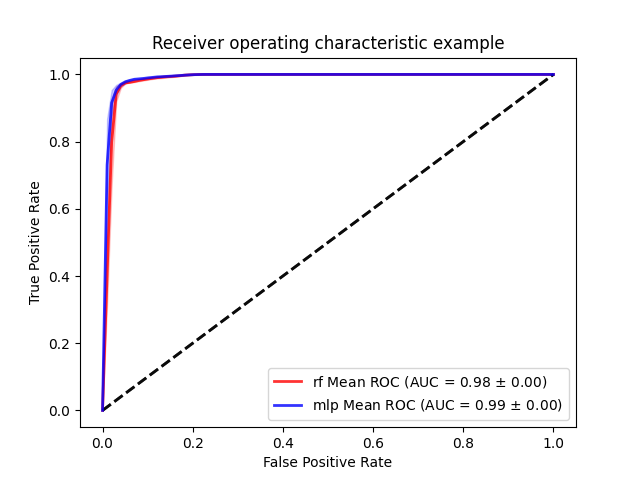 Receiver operating characteristic example
True Positive Rate
1.0
0.8
0.6
0.4
0.2
0.0
rf Mean ROC (AUC = 0.98 ± 0.00)
mlp Mean ROC (AUC = 0.99 ± 0.00)
0.0 0.2 0.4 0.6 0.8 1.0
False Positive Rate